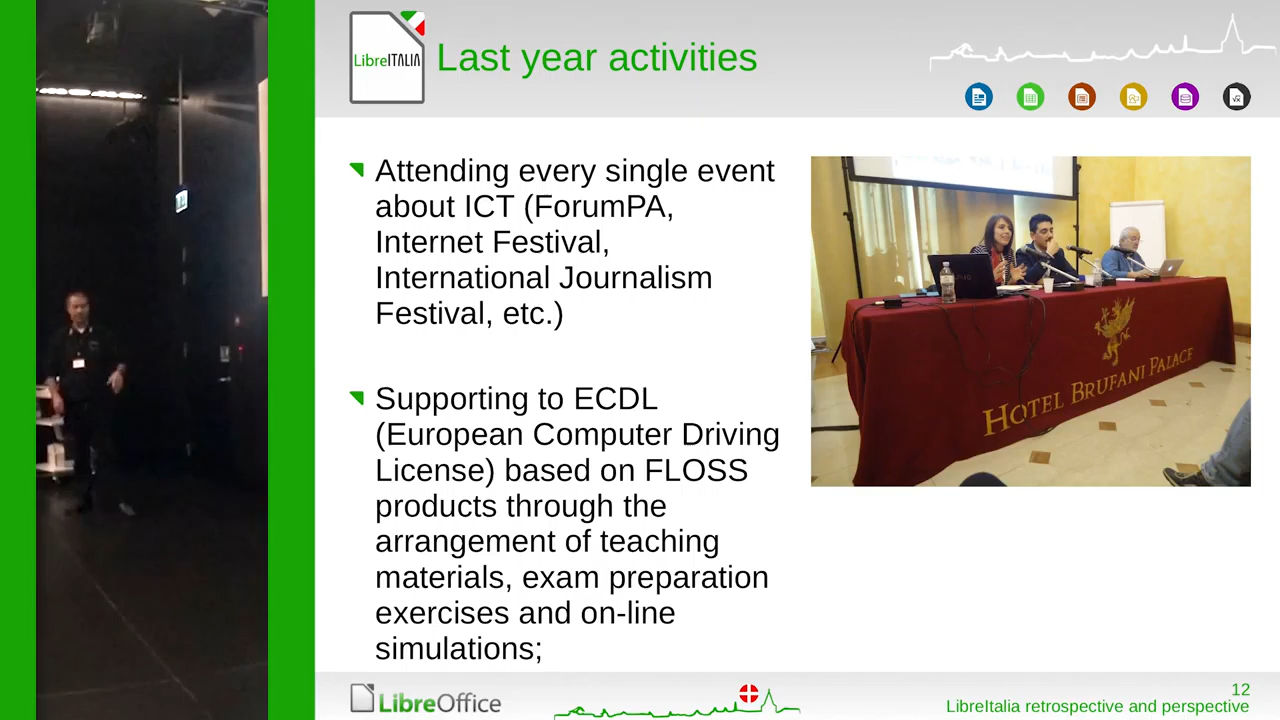 LibreITALIA
Last year activities
Attending every single event
about ICT (ForumPA,
Internet Festival,
International Journalism
Festival, etc.)
Supporting to ECDL
(European Computer Driving
License) based on FLOSS
products through the
arrangement of teaching
materials, exam preparation
exercises and on-line
simulations;
HOTEL BRUFANI PALACE
LibreOffice
12
LibreItalia retrospective and perspective